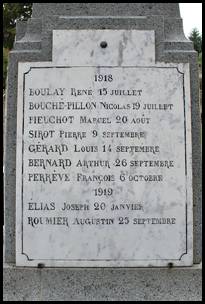 1918
BOULAY RENÉ 15 JUILLET
BOUCHE-PILLON NICOLAS 19 JUILLET
FIEUCHOT MARCEL 20 AOÛT
SIROT PIERRE 9 SEPTEMBRE
GÉRARD LOUIS 14 SEPTEMBRE
BERNARD ARTHUR 26 SEPTEMBRE
PERRÈVE FRANÇOIS 6 OCTOBRE
1919
ELIAS JOSEPH 20 JANVIER
ROUMIER AUGUSTIN 25 SEPTEMBRE